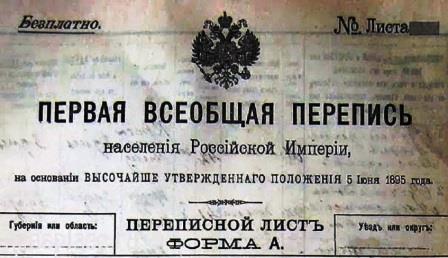 Безплатно.
№ Листа
ПЕРВАЯ ВСЕОБЩАЯ ПЕРЕПИСЬ
населенія Россійской Имперіи,
на основаніи ВЫСОЧАЙШЕ УТВЕРЖДЕННАГО ПОЛОЖЕНІЯ 5 Іюня 1895 года.
Губернія или область:
ПЕРЕПИСНОЙ ЛИСТЪ
Уѣздъ или округъ:
ФОРМА А.